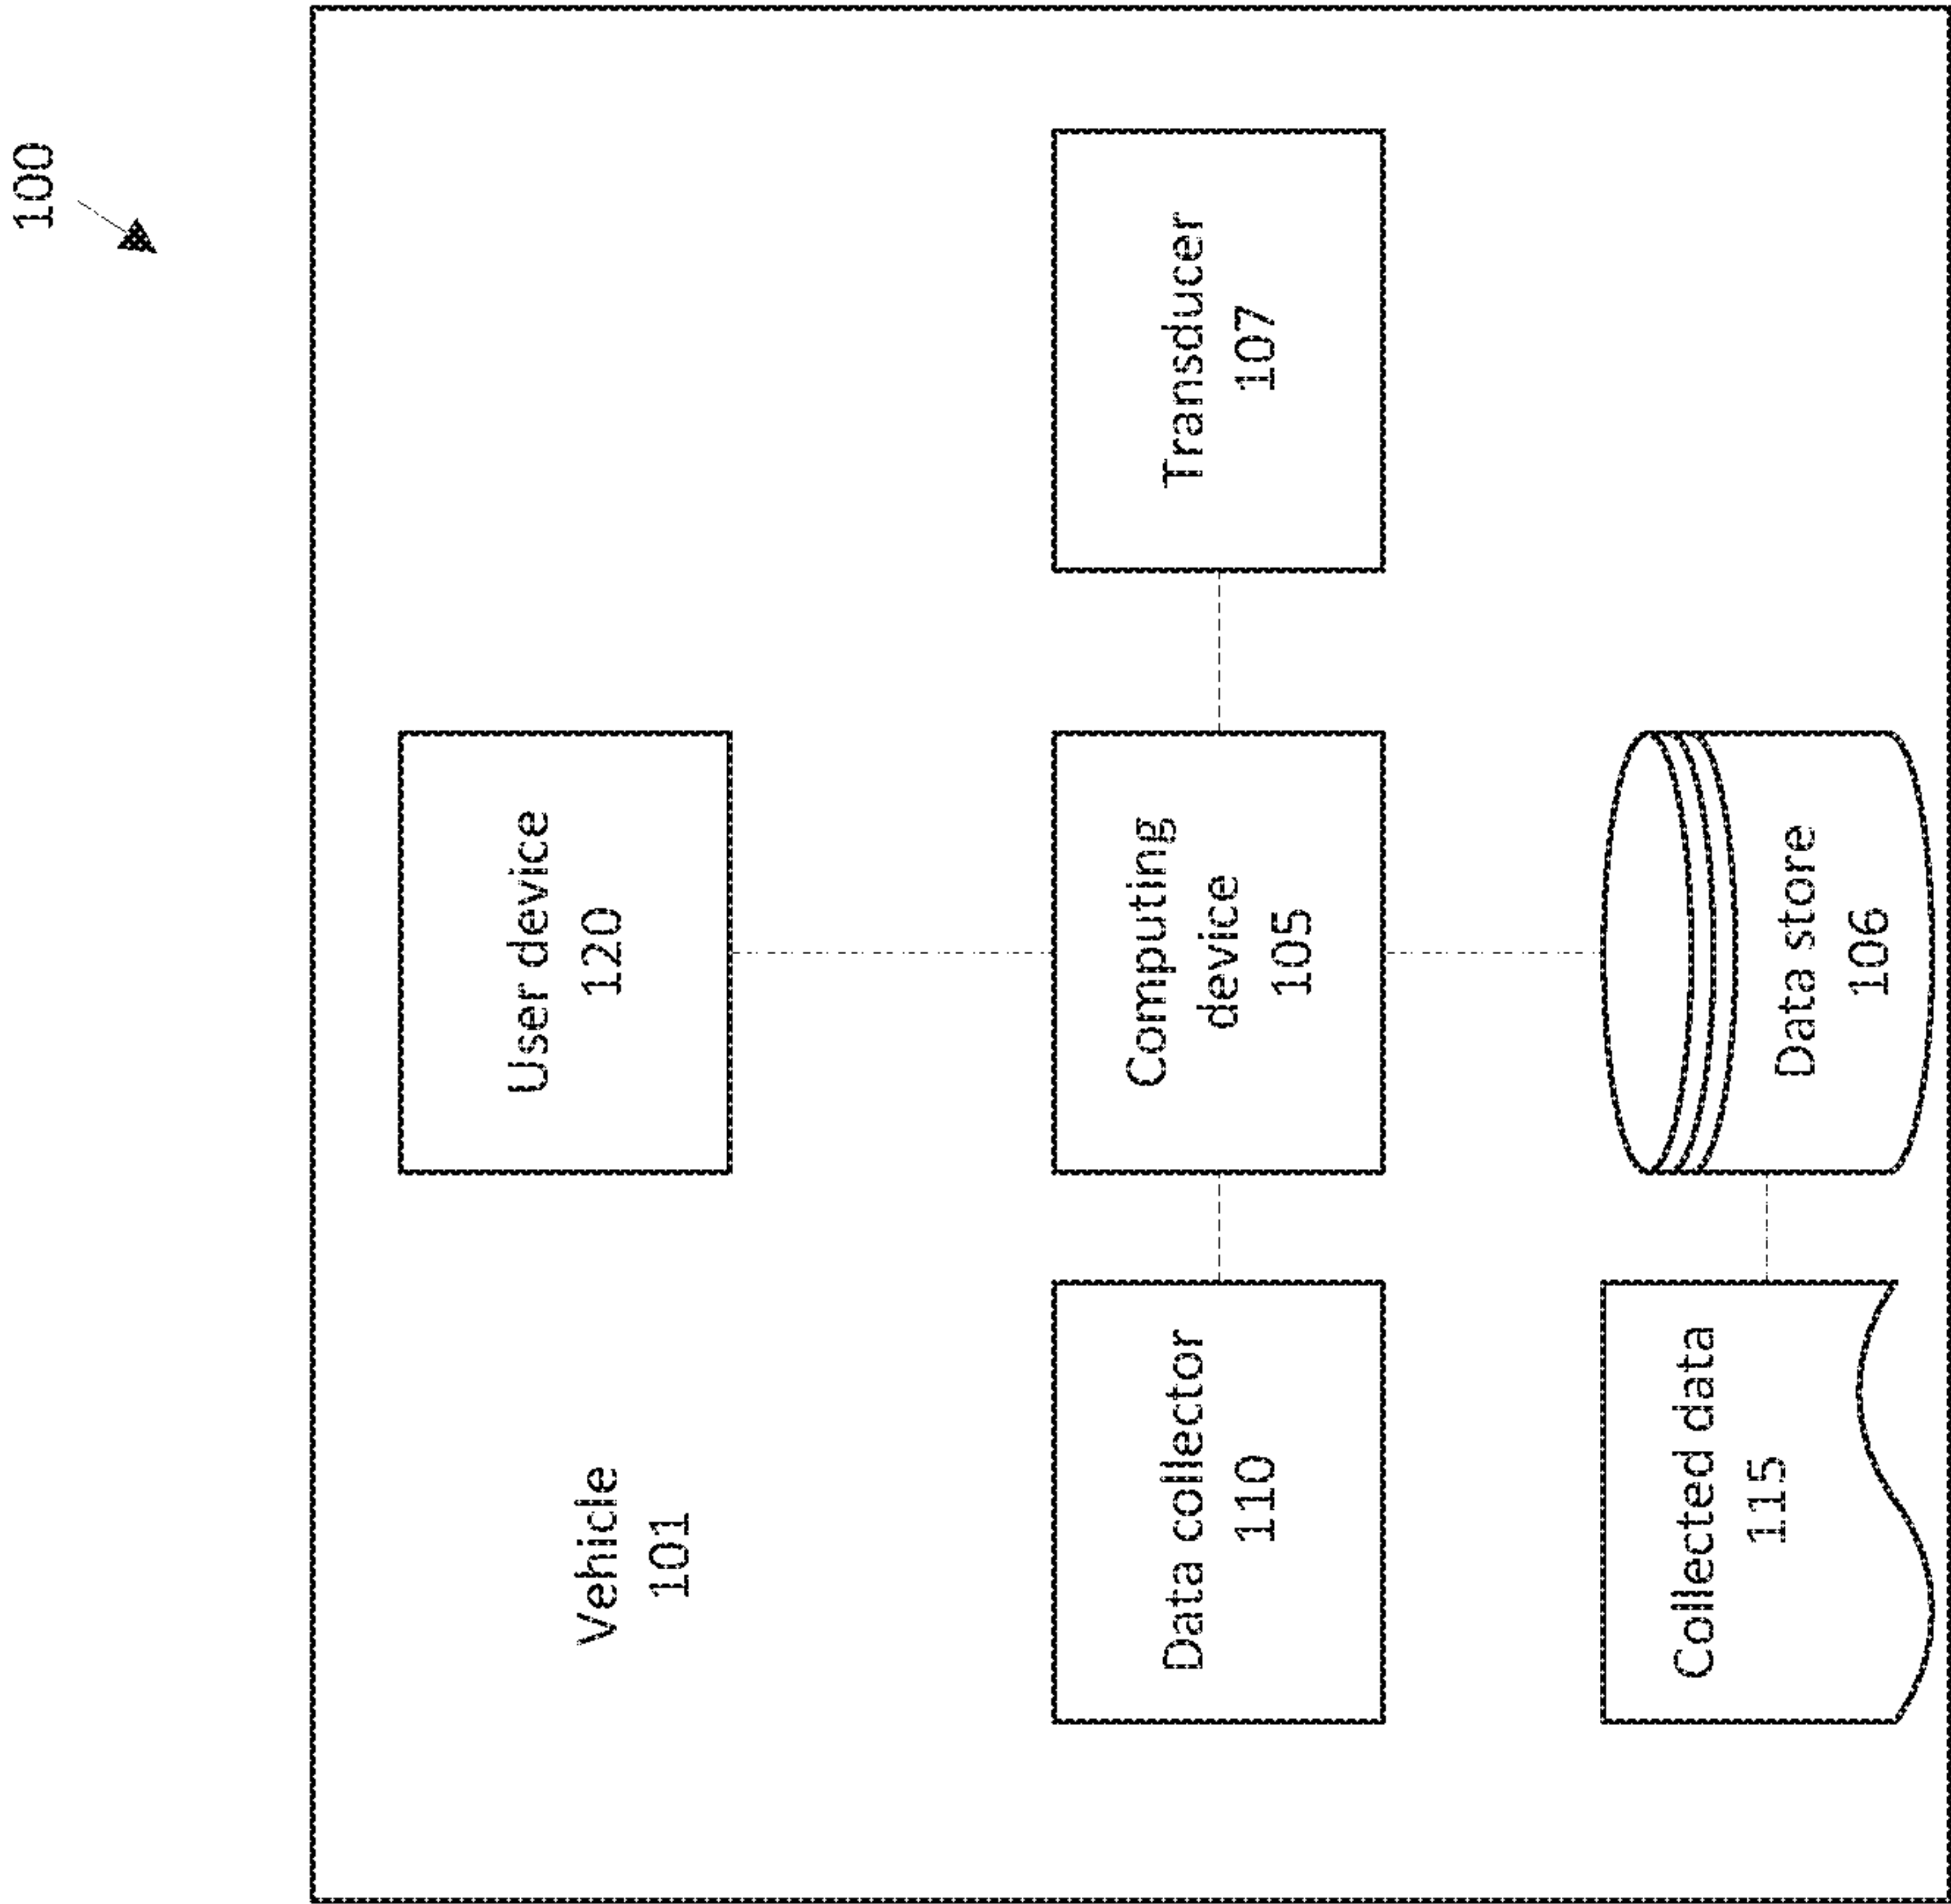 100
Vehicle
101
User device
120
Data collector
110
Computing
device
105
Transducer
107
Collected data
115
Data store
106